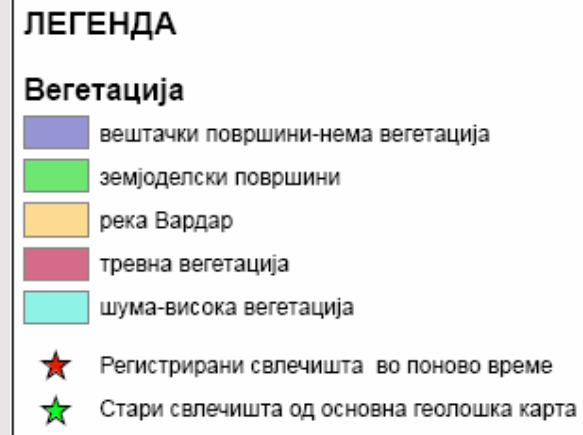 ЛЕГЕНДА
Вегетација
вештачки површини-нема вегетација
земјоделски површини
река Вардар
тревна вегетација
шума-висока вегетација
Регистрирани свлечишта во поново време
Стари свлечишта од основна геолошка карта